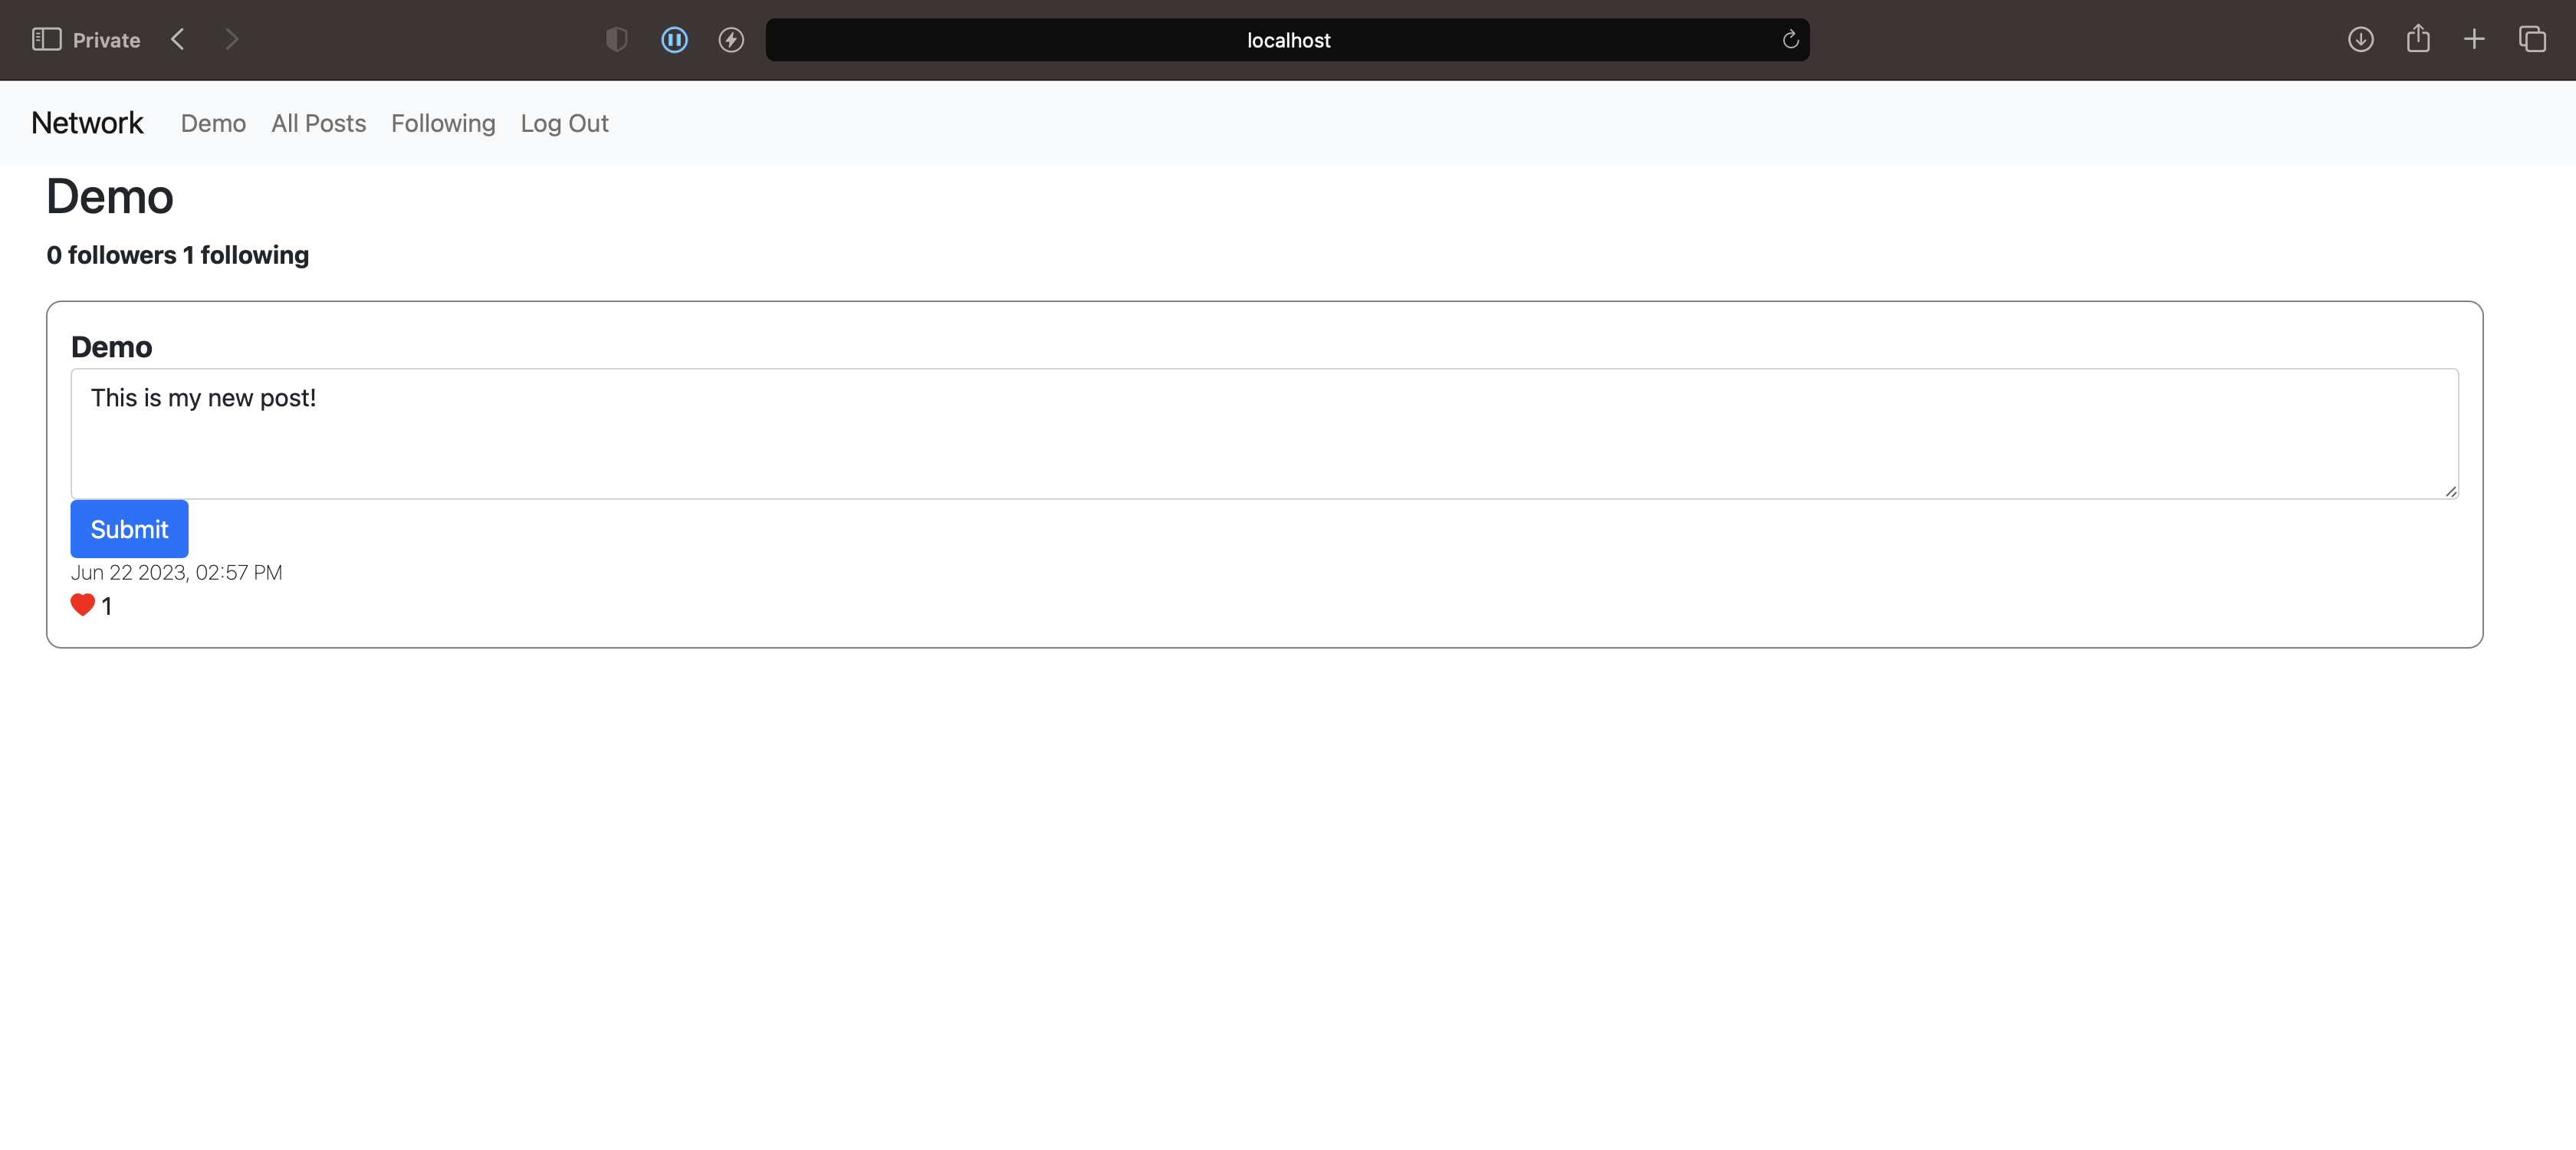 Private
localhost
Network Demo All Posts Following Log Out
Demo
0 followers 1 following
Demo
This is my new post!
Submit
Jun 22 2023, 02:57 PM
1